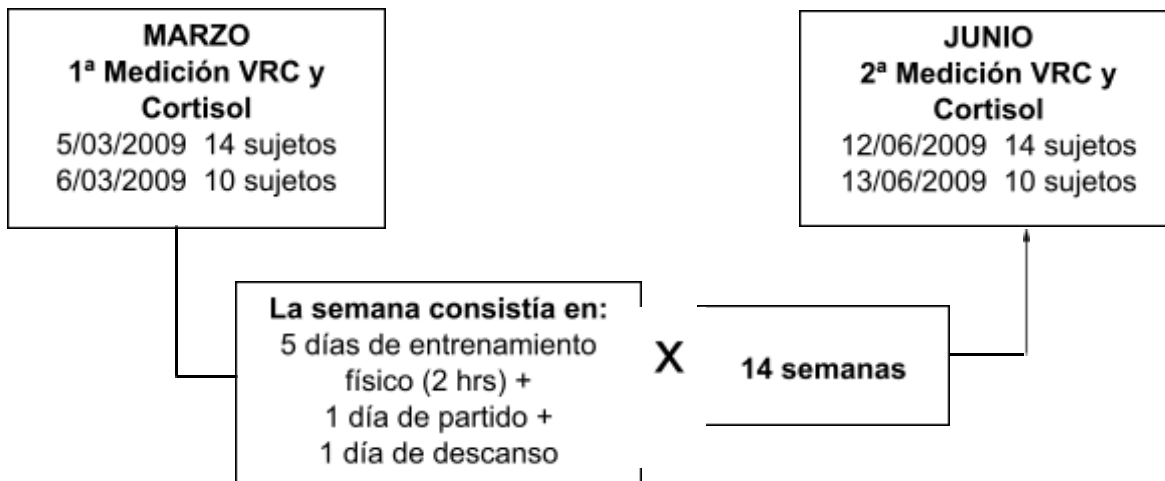 MARZO
1ª Medición VRC y
Cortisol
5/03/2009 14 sujetos
6/03/2009 10 sujetos
JUNIO
2ª Medición VRC y
Cortisol
12/06/2009 14 sujetos
13/06/2009 10 sujetos
La semana consistía en:
5 días de entrenamiento
físico (2 hrs) +
1 día de partido +
1 día de descanso
X
14 semanas